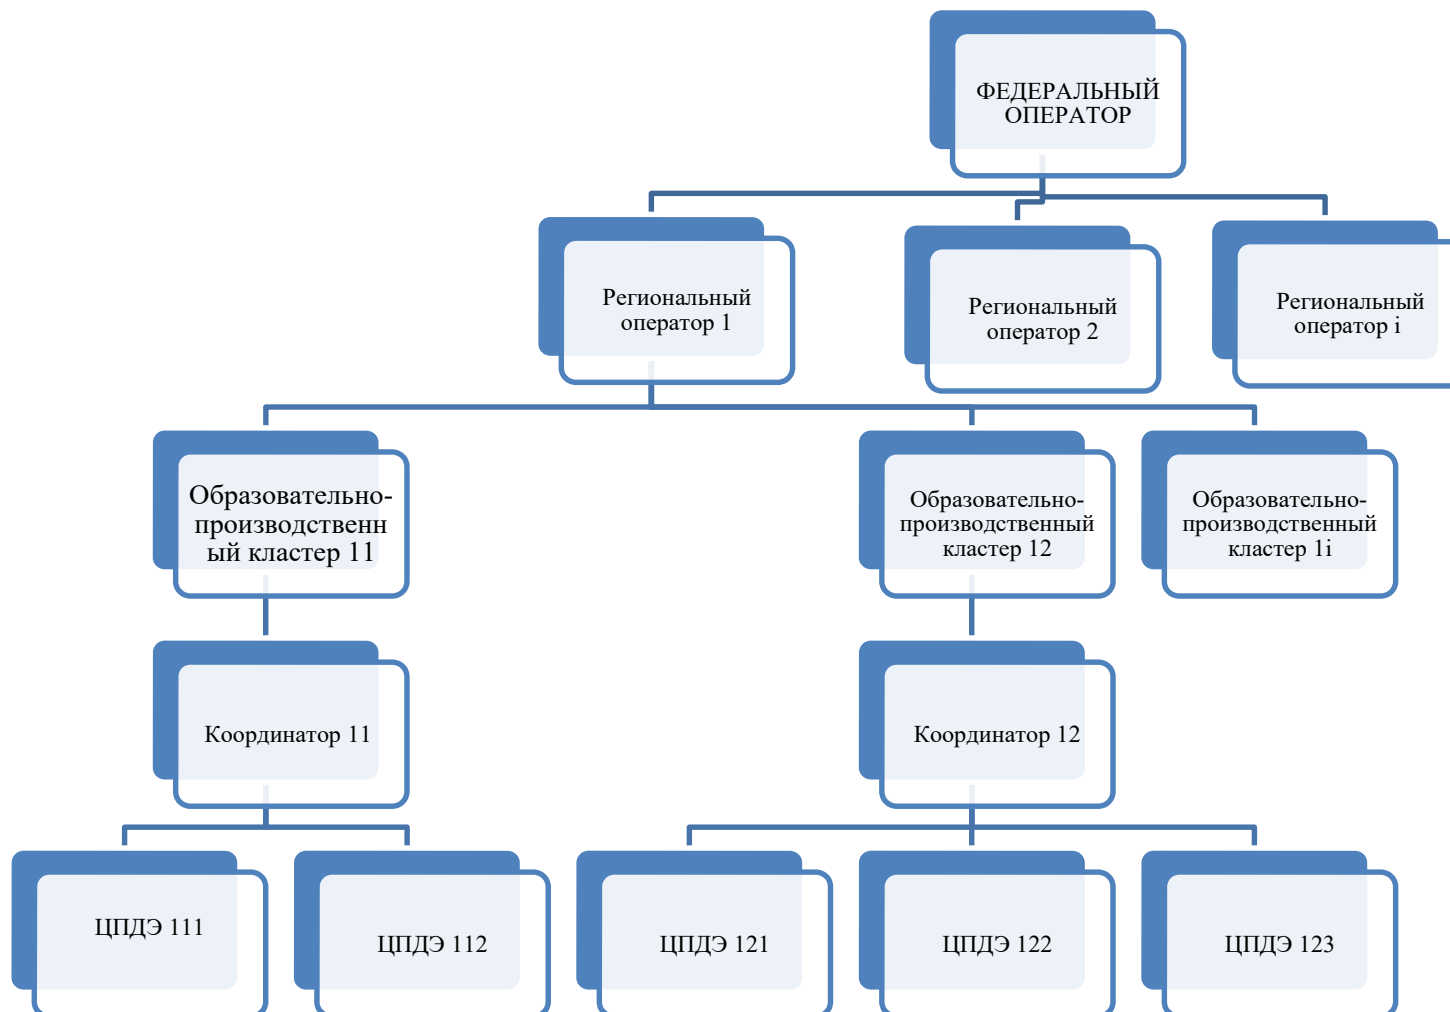 ФЕДЕРАЛЬНЫЙ
ОПЕРАТОР
Региональный
оператор 1
Региональный
оператор 2
Региональный
оператор i
Образовательно-
производственн
ый кластер 11
Образовательно-
производственный
кластер 12
Образовательно-
производственный
кластер 1i
Координатор 11
Координатор 12
ЦПДЭ 111
ЦПДЭ 112
ЦПДЭ 121
ЦПДЭ 122
ЦПДЭ 123